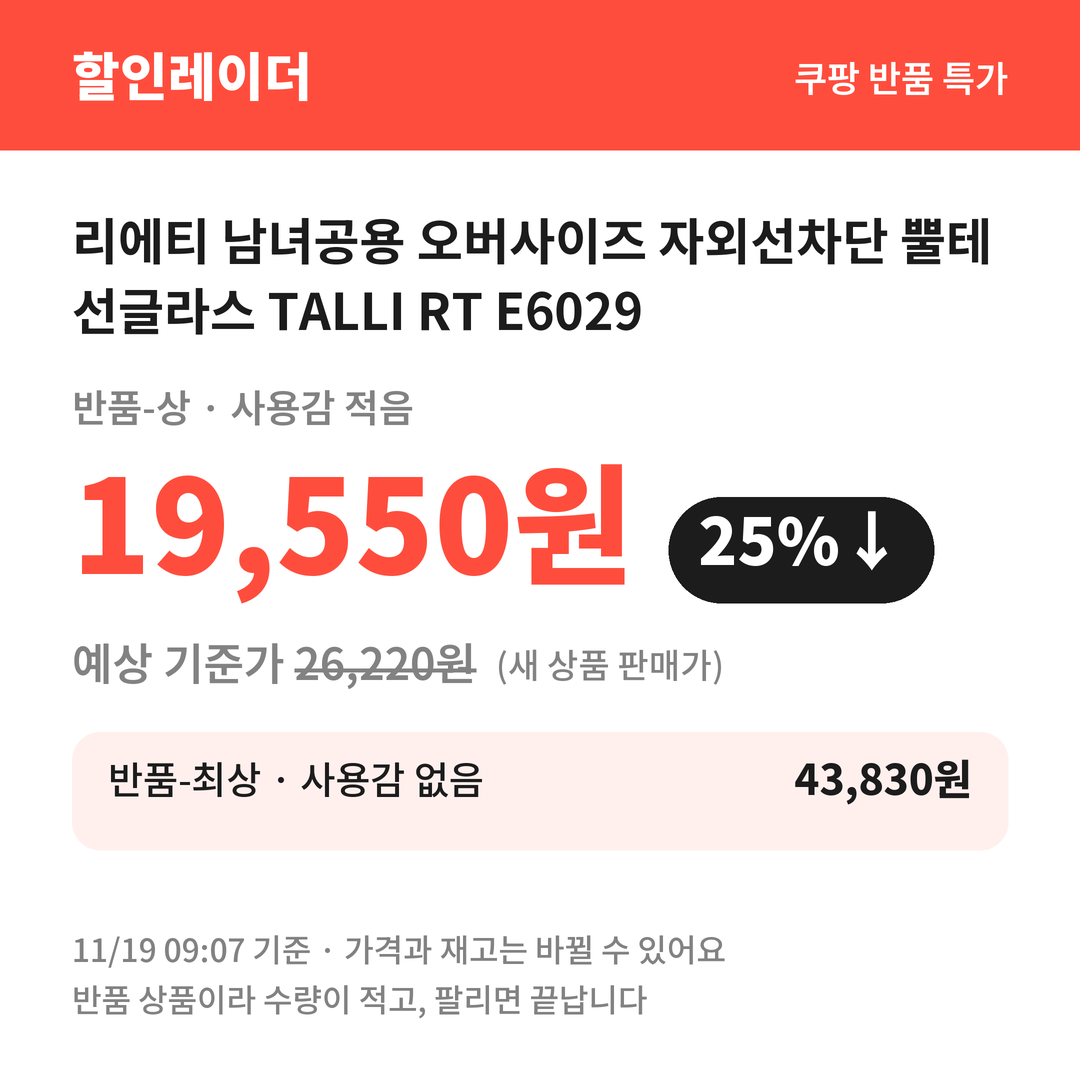 할인레이더
쿠팡 반품 특가
리에티 남녀공용 오버사이즈 자외선차단 뿔테
선글라스 TALLI RT E6029
반품-상 · 사용감 적음
19,550원 25%↓
예상 기준가 26,220원 (새 상품 판매가)
반품-최상 · 사용감 없음 43,830원
11/19 09:07 기준 · 가격과 재고는 바뀔 수 있어요
반품 상품이라 수량이 적고, 팔리면 끝납니다